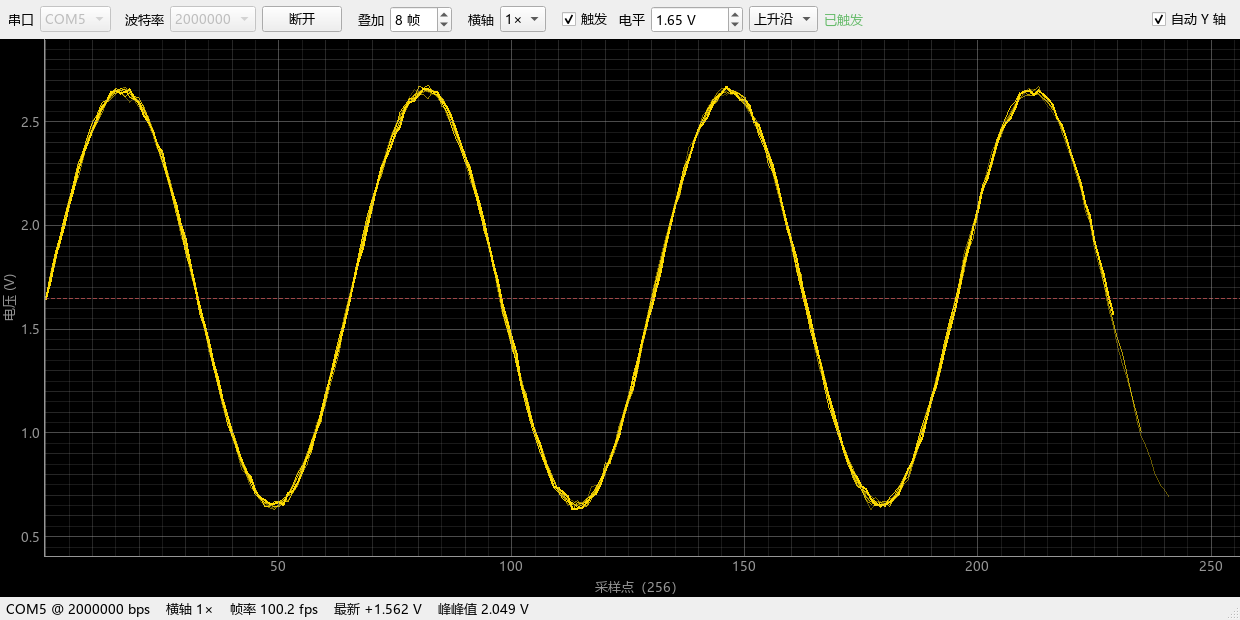 串口 COM5 波特率 2000000 断开 叠加 8 帧 横轴 1× 触发 电平 1.65 V 上升沿 已触发 自动 Y 轴
2.5
2.0
电压 (V)
1.5
1.0
0.5
50 100 150 200 250
采样点（256）
COM5 @ 2000000 bps 横轴 1× 帧率 100.2 fps 最新 +1.562 V 峰峰值 2.049 V